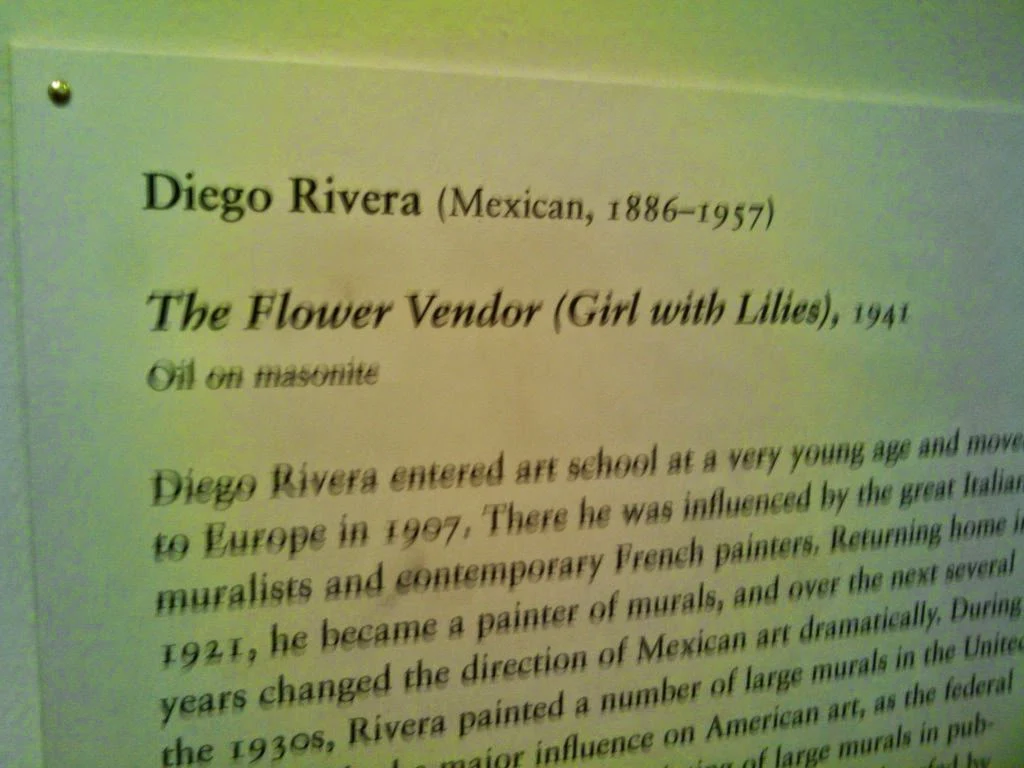 Diego Rivera (Mexican, 1886–1957)
The Flower Vendor (Girl with Lilies), 1941
Oil on masonite
Diego Rivera entered art school at a very young age and move
to Europe in 1907. There he was influenced by the great Italian
muralists and contemporary French painters. Returning home in
1921, he became a painter of murals, and over the next several
years changed the direction of Mexican art dramatically. During
the 1930s, Rivera painted a number of large murals in the United
major influence on American art, as the federal
of large murals in pub-
by